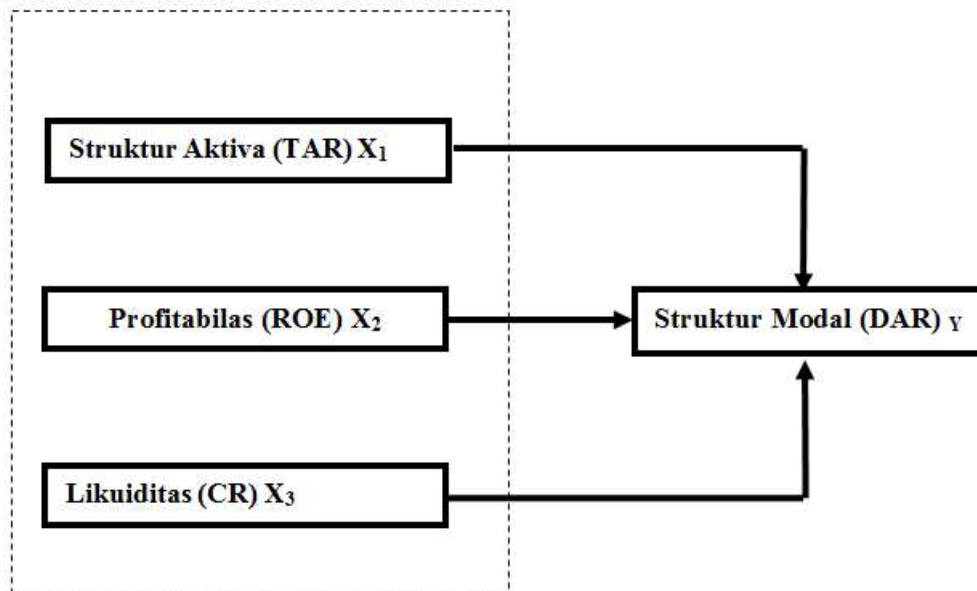 Struktur Aktiva (TAR) X₁
Profitabilas (ROE) X₂
Struktur Modal (DAR) Y
Likuiditas (CR) X₃